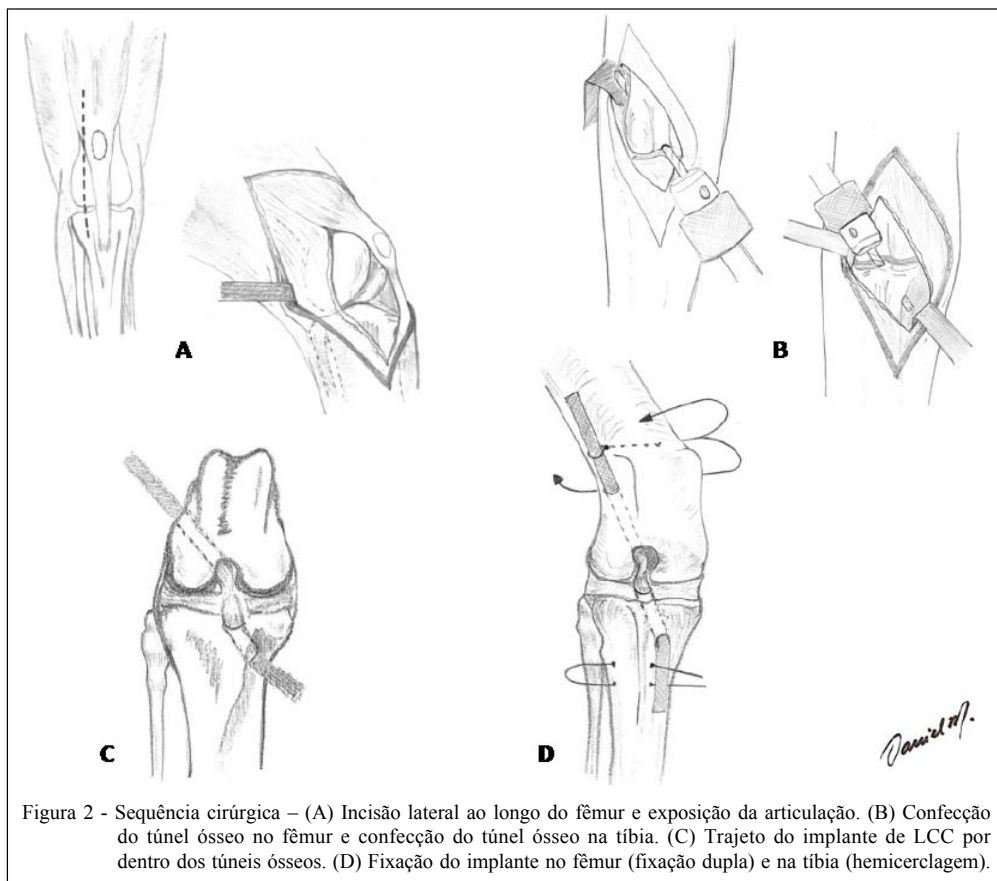 A
B
C
D
Daniel M.
Figura 2 - Sequência cirúrgica – (A) Incisão lateral ao longo do fêmur e exposição da articulação. (B) Confecção
do túnel ósseo no fêmur e confecção do túnel ósseo na tíbia. (C) Trajeto do implante de LCC por
dentro dos túneis ósseos. (D) Fixação do implante no fêmur (fixação dupla) e na tíbia (hemicerclagem).